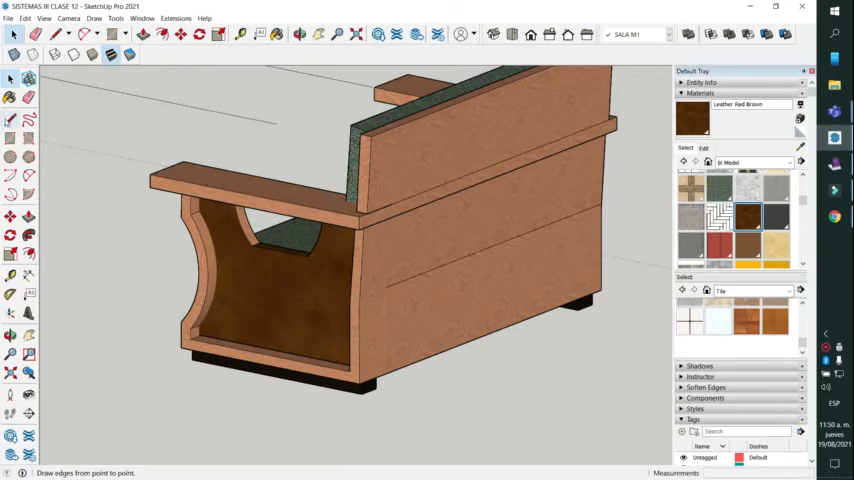 SISTEMAS III CLASE 12 - SketchUp Pro 2021
File Edit View Camera Draw Tools Window Extensions Help
SALA M1
Default Tray
Entity Info
Materials
Leather Red Brown
Select Edit
In Model
Select
Tile
Shadows
Instructor
Soften Edges
Components
Styles
Tags
Search
Name Dashes
Untagged Default
Draw edges from point to point.
Measurements
ESP
11:50 a. m.
jueves
19/08/2021